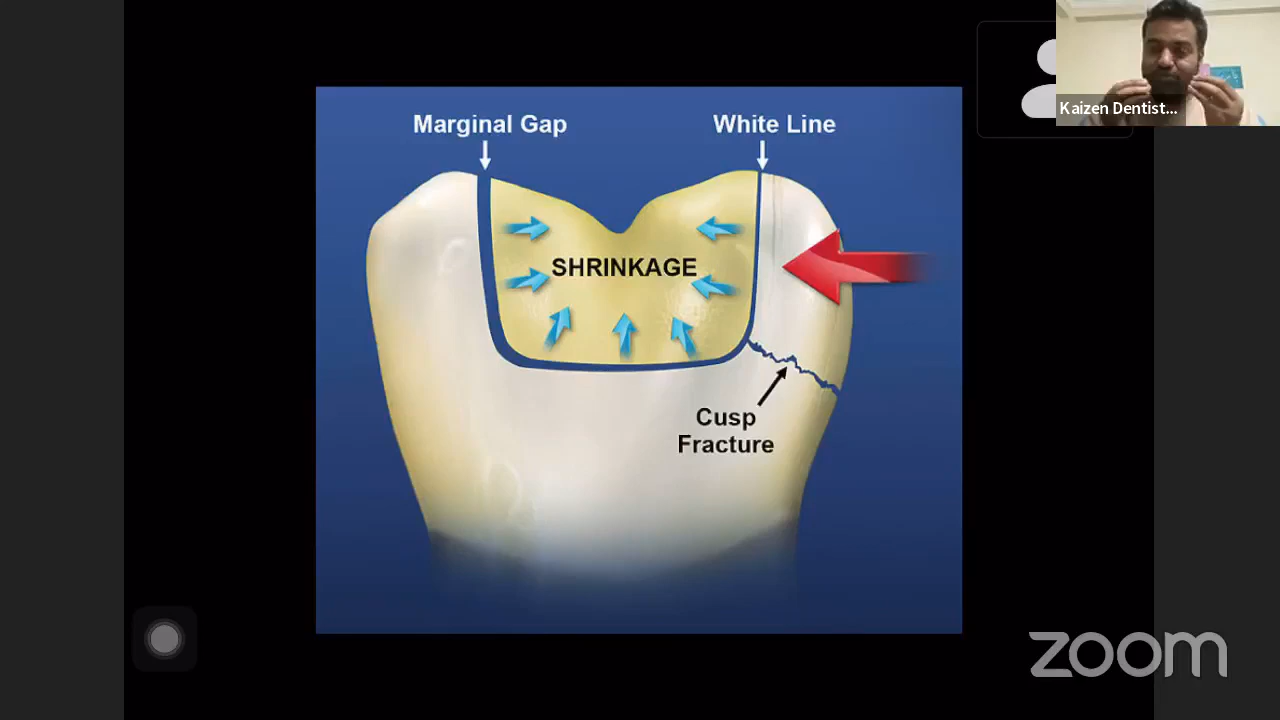 Kaizen Dentist...
Marginal Gap
White Line
SHRINKAGE
Cusp
Fracture
zoom